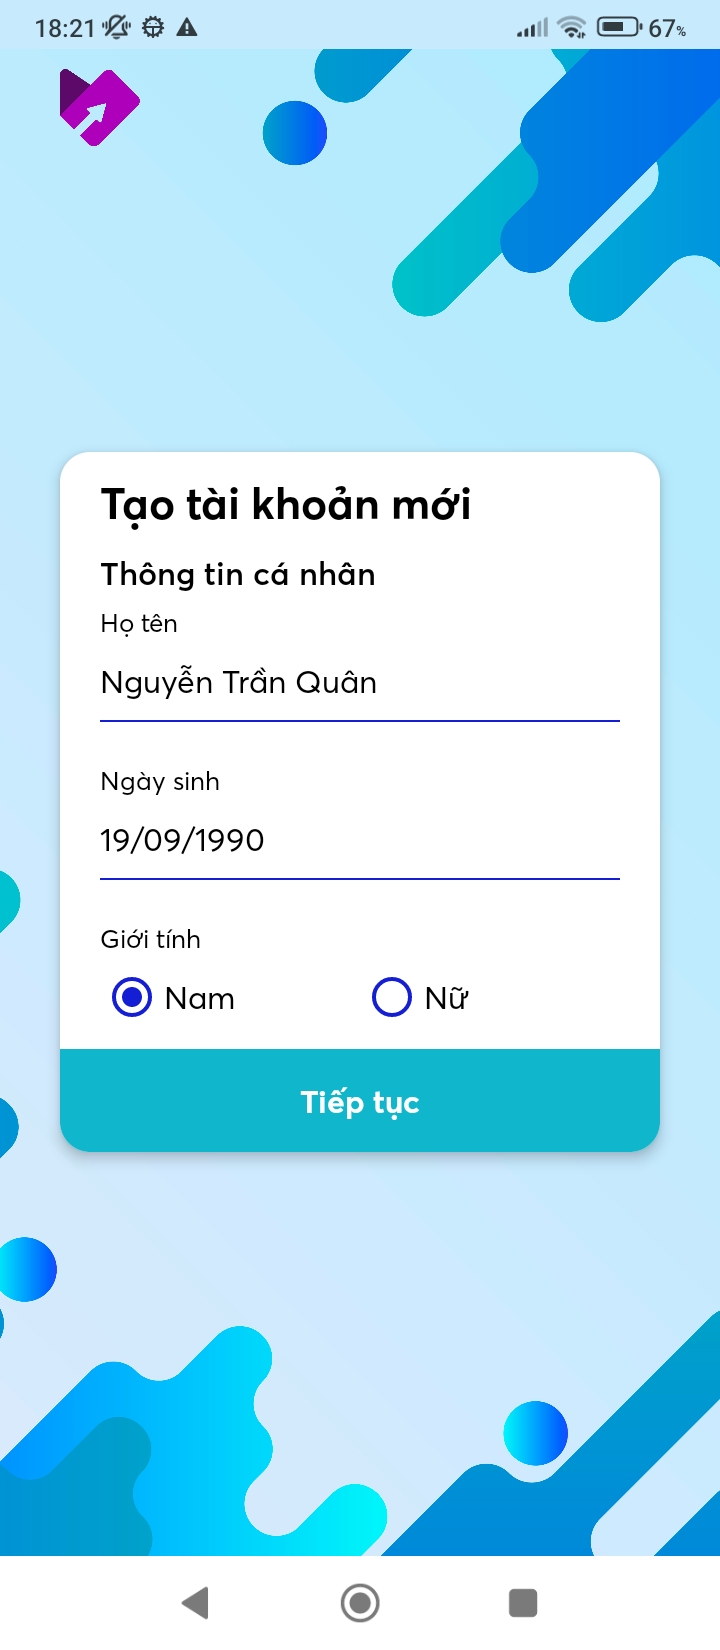 18:21
67%
Tạo tài khoản mới
Thông tin cá nhân
Họ tên
Nguyễn Trần Quân
Ngày sinh
19/09/1990
Giới tính
Nam Nữ
Tiếp tục